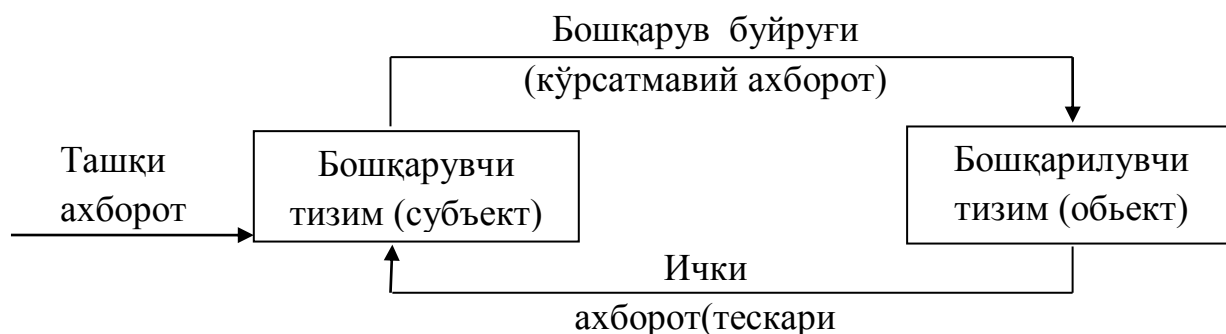 Бошқарув буйруғи
(кўрсатмавий ахборот)
Ташқи
ахборот
Бошқарувчи
тизим (субъект)
Бошқарилувчи
тизим (обьект)
Ички
ахборот(тескари